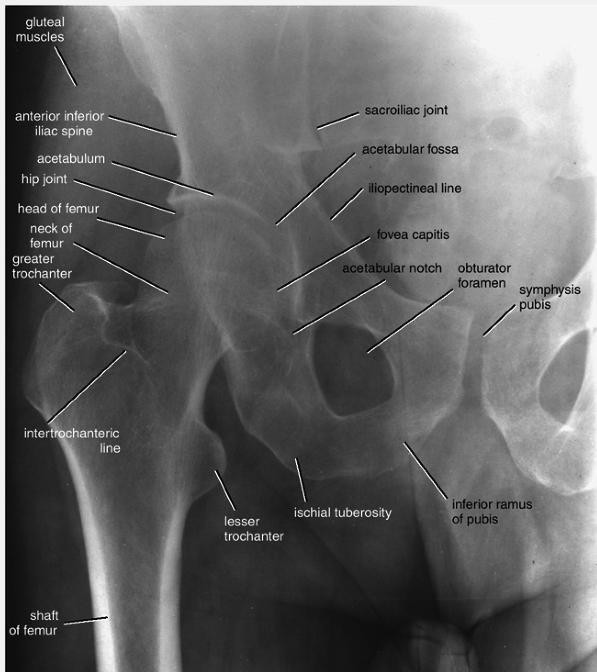 gluteal
muscles
anterior inferior
iliac spine
acetabulum
hip joint
head of femur
neck of
femur
greater
trochanter
intertrochanteric
line
shaft
of femur
sacroiliac joint
acetabular fossa
iliopectineal line
fovea capitis
acetabular notch
obturator
foramen
symphysis
pubis
lesser
trochanter
ischial tuberosity
inferior ramus
of pubis